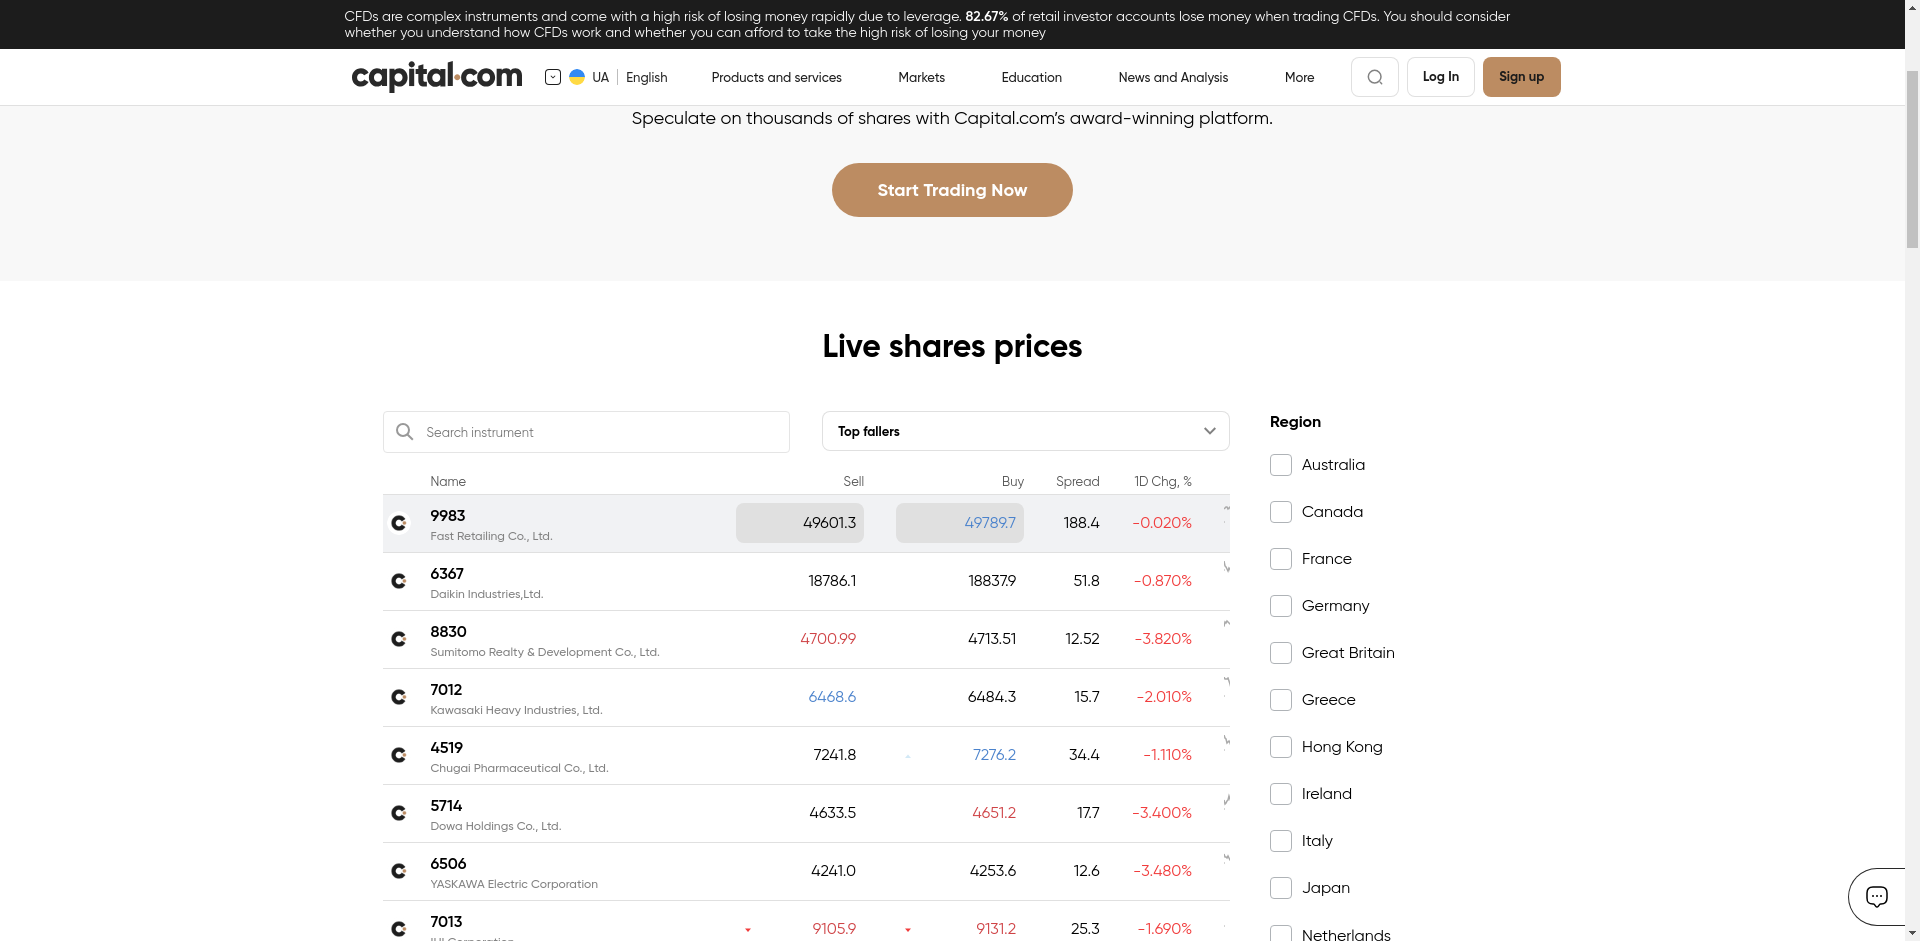 CFDs are complex instruments and come with a high risk of losing money rapidly due to leverage. 82.67% of retail investor accounts lose money when trading CFDs. You should consider
whether you understand how CFDs work and whether you can afford to take the high risk of losing your money
capital.com UA English Products and services Markets Education News and Analysis More Log In Sign up
Speculate on thousands of shares with Capital.com's award-winning platform.
Start Trading Now
Live shares prices
Search instrument
Top fallers
Name Sell Buy Spread 1D Chg, %
9983
Fast Retailing Co., Ltd.
49601.3 49789.7 188.4 -0.020%
6367
Daikin Industries,Ltd.
18786.1 18837.9 51.8 -0.870%
8830
Sumitomo Realty & Development Co., Ltd.
4700.99 4713.51 12.52 -3.820%
7012
Kawasaki Heavy Industries, Ltd.
6468.6 6484.3 15.7 -2.010%
4519
Chugai Pharmaceutical Co., Ltd.
7241.8 7276.2 34.4 -1.110%
5714
Dowa Holdings Co., Ltd.
4633.5 4651.2 17.7 -3.400%
6506
YASKAWA Electric Corporation
4241.0 4253.6 12.6 -3.480%
7013
9105.9 9131.2 25.3 -1.690%
Region
Australia
Canada
France
Germany
Great Britain
Greece
Hong Kong
Ireland
Italy
Japan
Netherlands